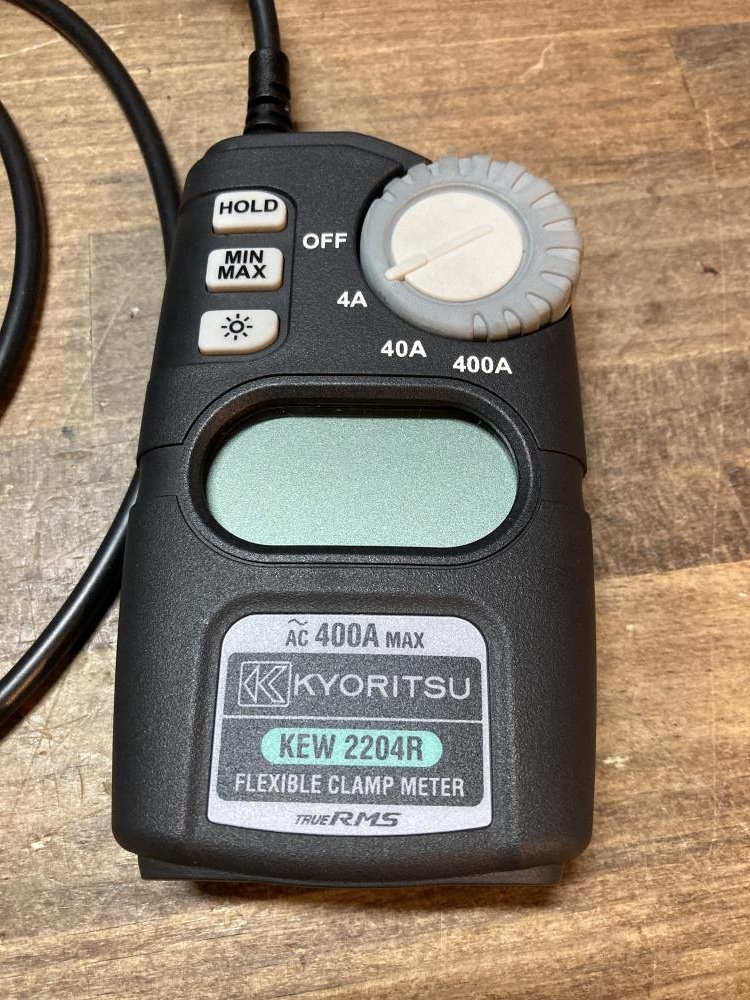 HOLD
MIN
MAX
OFF
4A
40A
400A
AC 400A MAX
KYORITSU
KEW 2204R
FLEXIBLE CLAMP METER
TRUE RMS